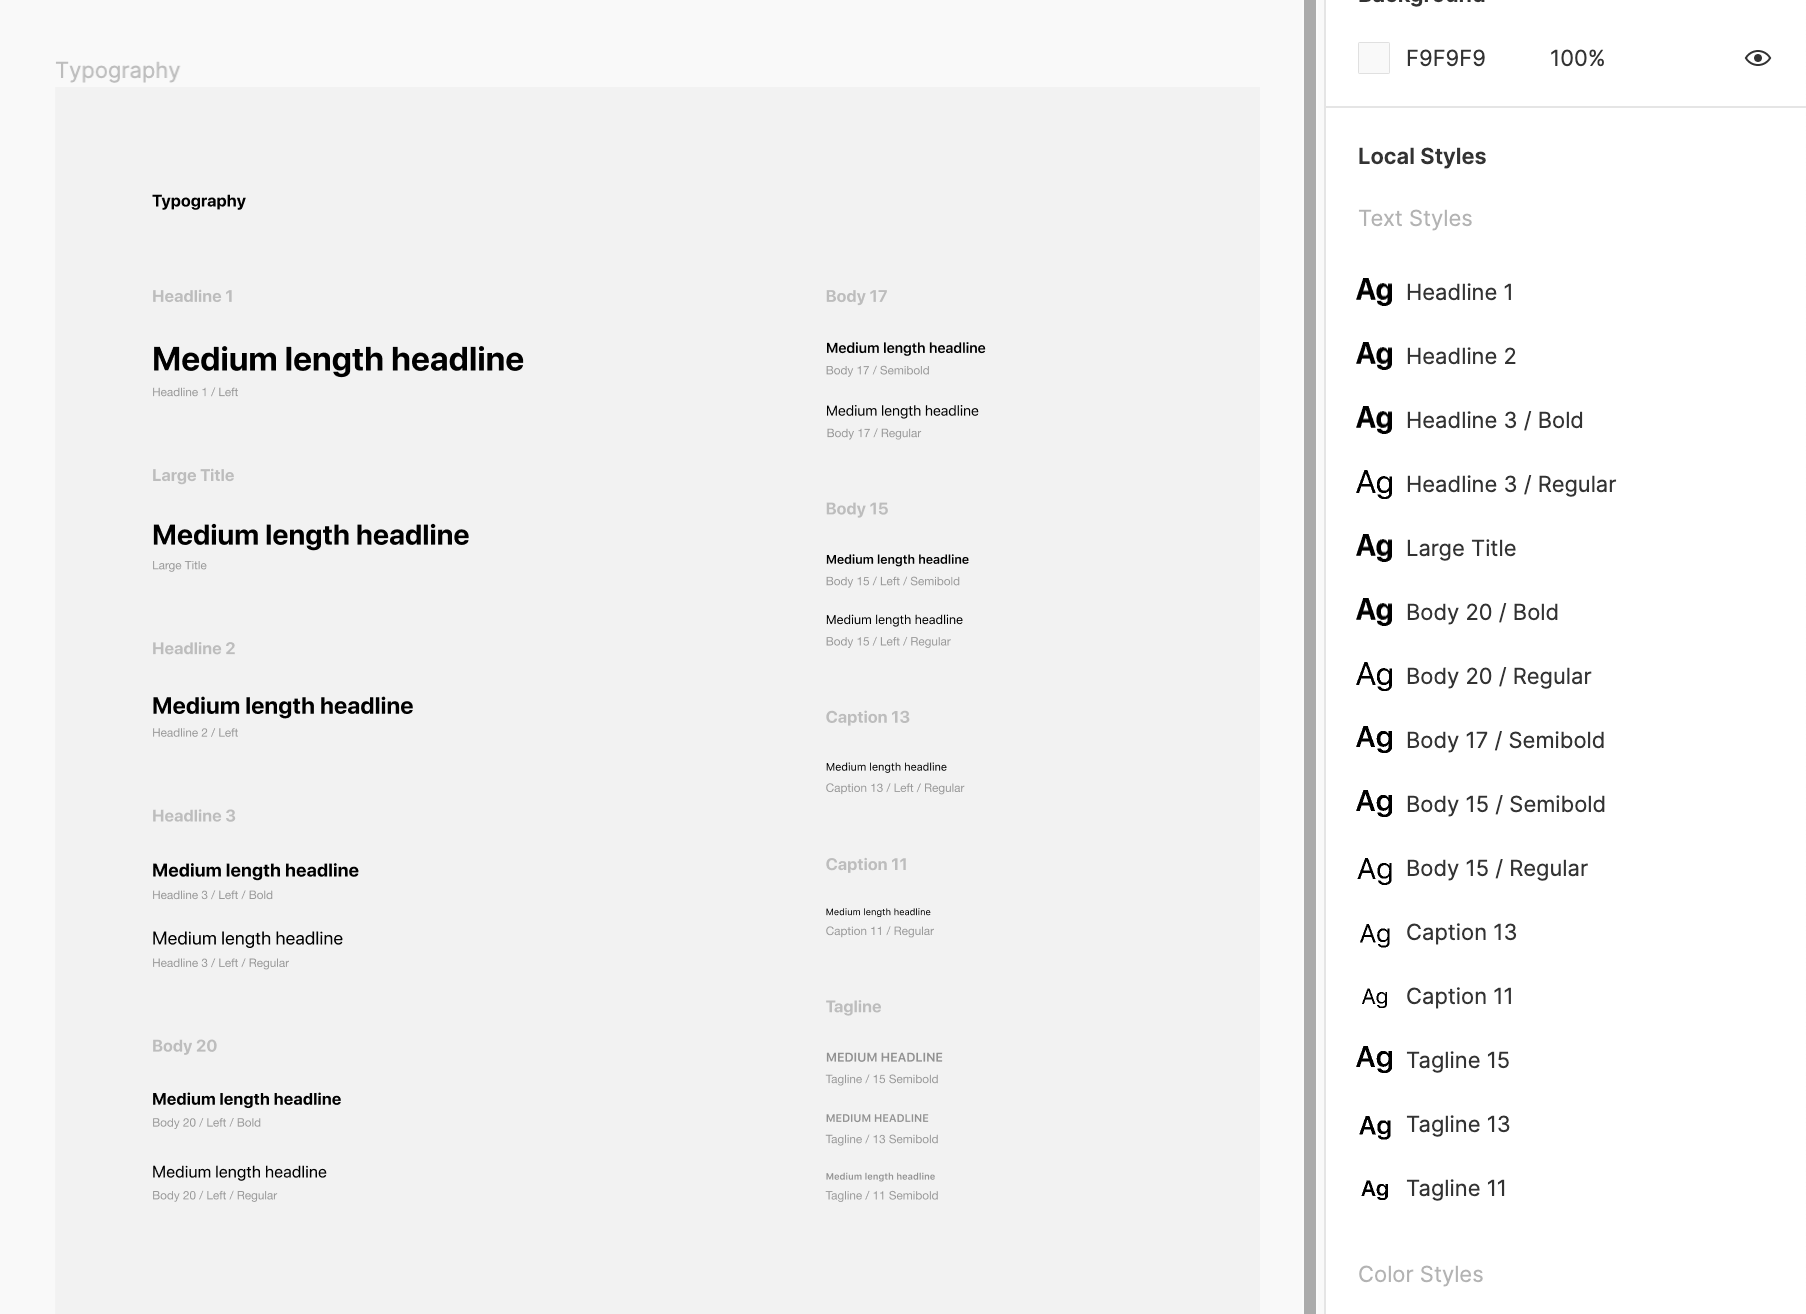 Typography
Typography
Headline 1
Medium length headline
Headline 1 / Left
Large Title
Medium length headline
Large Title
Headline 2
Medium length headline
Headline 2 / Left
Headline 3
Medium length headline
Headline 3 / Left / Bold
Medium length headline
Headline 3 / Left / Regular
Body 20
Medium length headline
Body 20 / Left / Bold
Medium length headline
Body 20 / Left / Regular
Body 17
Medium length headline
Body 17 / Semibold
Medium length headline
Body 17 / Regular
Body 15
Medium length headline
Body 15 / Left / Semibold
Medium length headline
Body 15 / Left / Regular
Caption 13
Medium length headline
Caption 13 / Left / Regular
Caption 11
Medium length headline
Caption 11 / Regular
Tagline
MEDIUM HEADLINE
Tagline / 15 Semibold
MEDIUM HEADLINE
Tagline / 13 Semibold
Medium length headline
Tagline / 11 Semibold
Background
F9F9F9 100%
Local Styles
Text Styles
Ag Headline 1
Ag Headline 2
Ag Headline 3 / Bold
Ag Headline 3 / Regular
Ag Large Title
Ag Body 20 / Bold
Ag Body 20 / Regular
Ag Body 17 / Semibold
Ag Body 15 / Semibold
Ag Body 15 / Regular
Ag Caption 13
Ag Caption 11
Ag Tagline 15
Ag Tagline 13
Ag Tagline 11
Color Styles